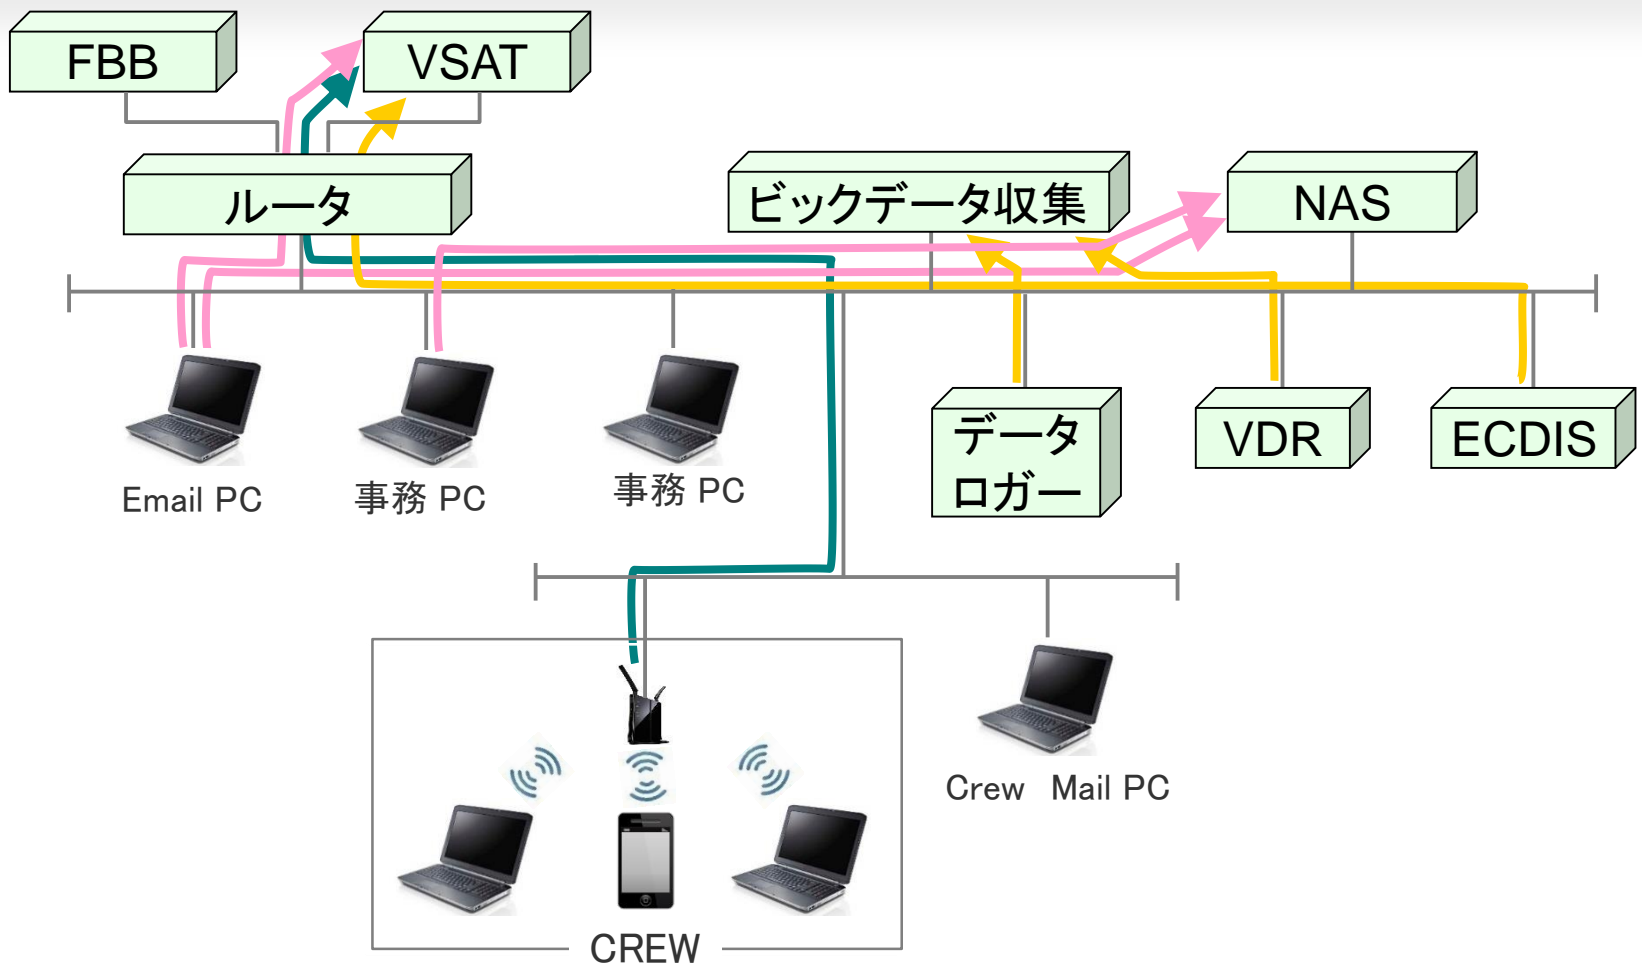 FBB
VSAT
ルータ
ビックデータ収集
NAS
Email PC
事務 PC
事務 PC
データ
ロガー
VDR
ECDIS
Crew Mail PC
CREW